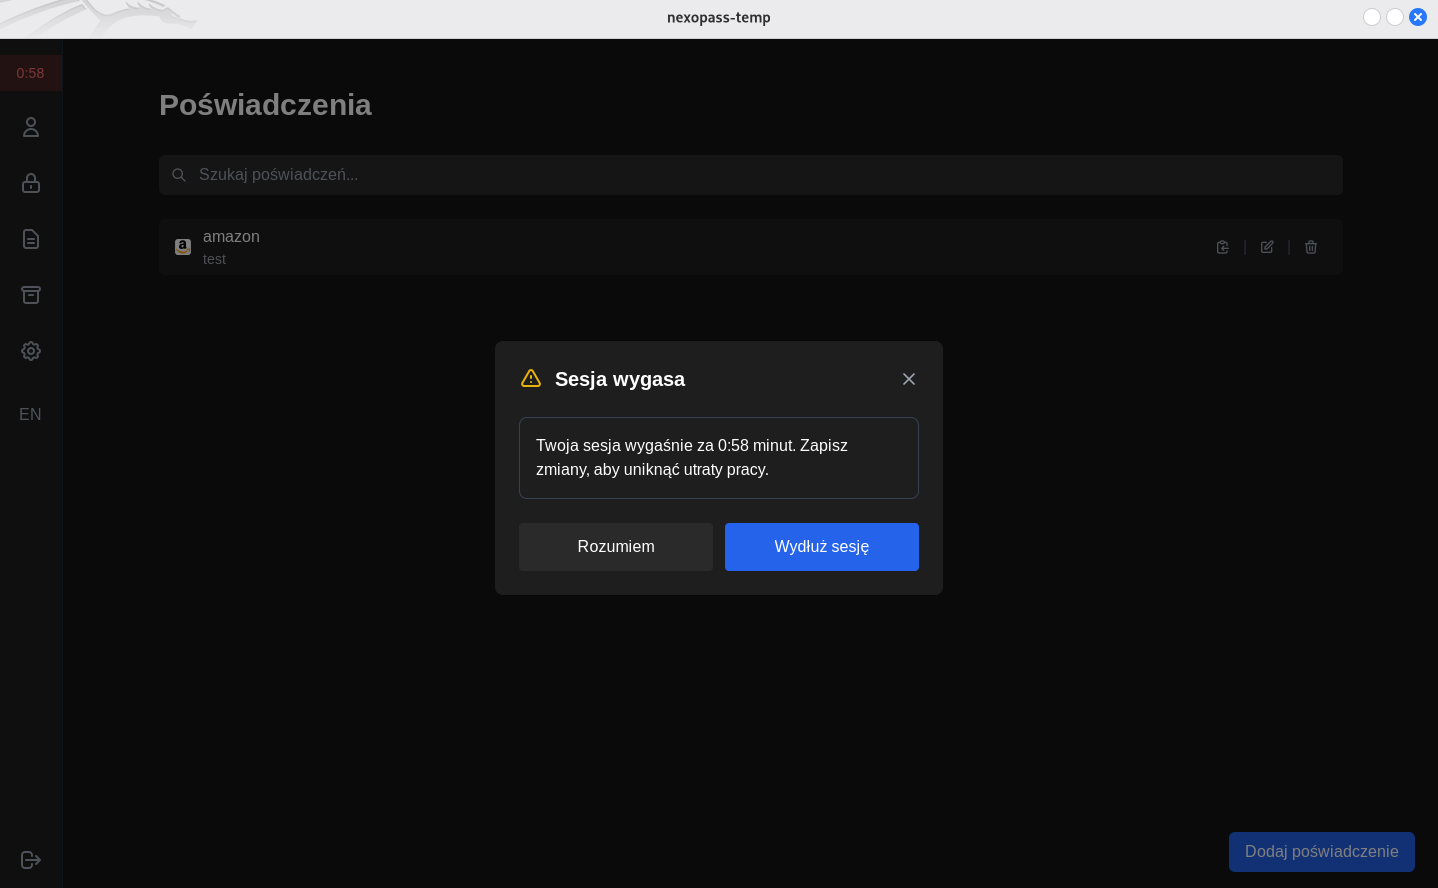 nexopass-temp
0:58
Poświadczenia
Szukaj poświadczeń...
amazon
test
EN
Sesja wygasa
Twoja sesja wygaśnie za 0:58 minut. Zapisz
zmiany, aby uniknąć utraty pracy.
Rozumiem
Wydłuż sesję
Dodaj poświadczenie